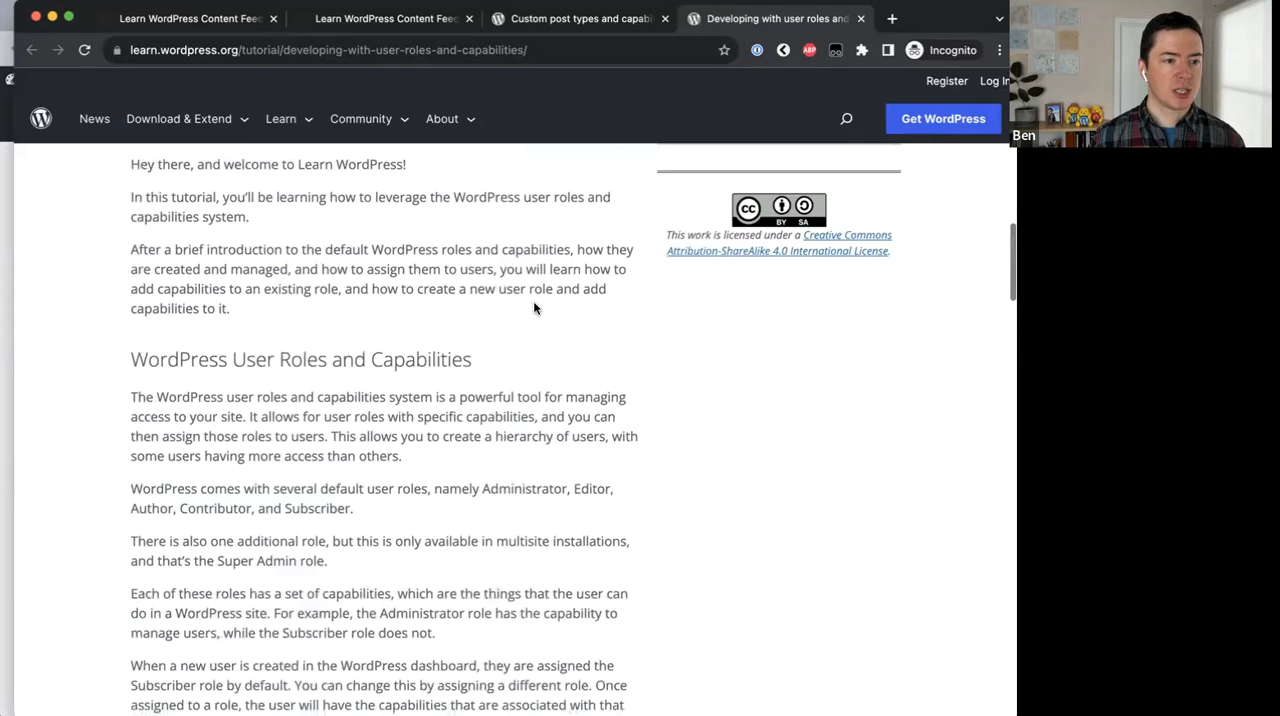 Learn WordPress Content Feed
Learn WordPress Content Feed
Custom post types and capabi
Developing with user roles and
learn.wordpress.org/tutorial/developing-with-user-roles-and-capabilities/
ABP
Incognito
Ben
Register
Log In
News
Download & Extend
Learn
Community
About
Get WordPress
Hey there, and welcome to Learn WordPress!
In this tutorial, you'll be learning how to leverage the WordPress user roles and
capabilities system.
After a brief introduction to the default WordPress roles and capabilities, how they
are created and managed, and how to assign them to users, you will learn how to
add capabilities to an existing role, and how to create a new user role and add
capabilities to it.
WordPress User Roles and Capabilities
The WordPress user roles and capabilities system is a powerful tool for managing
access to your site. It allows for user roles with specific capabilities, and you can
then assign those roles to users. This allows you to create a hierarchy of users, with
some users having more access than others.
WordPress comes with several default user roles, namely Administrator, Editor,
Author, Contributor, and Subscriber.
There is also one additional role, but this is only available in multisite installations,
and that's the Super Admin role.
Each of these roles has a set of capabilities, which are the things that the user can
do in a WordPress site. For example, the Administrator role has the capability to
manage users, while the Subscriber role does not.
When a new user is created in the WordPress dashboard, they are assigned the
Subscriber role by default. You can change this by assigning a different role. Once
assigned to a role, the user will have the capabilities that are associated with that
cc
BY SA
This work is licensed under a Creative Commons
Attribution-ShareAlike 4.0 International License.